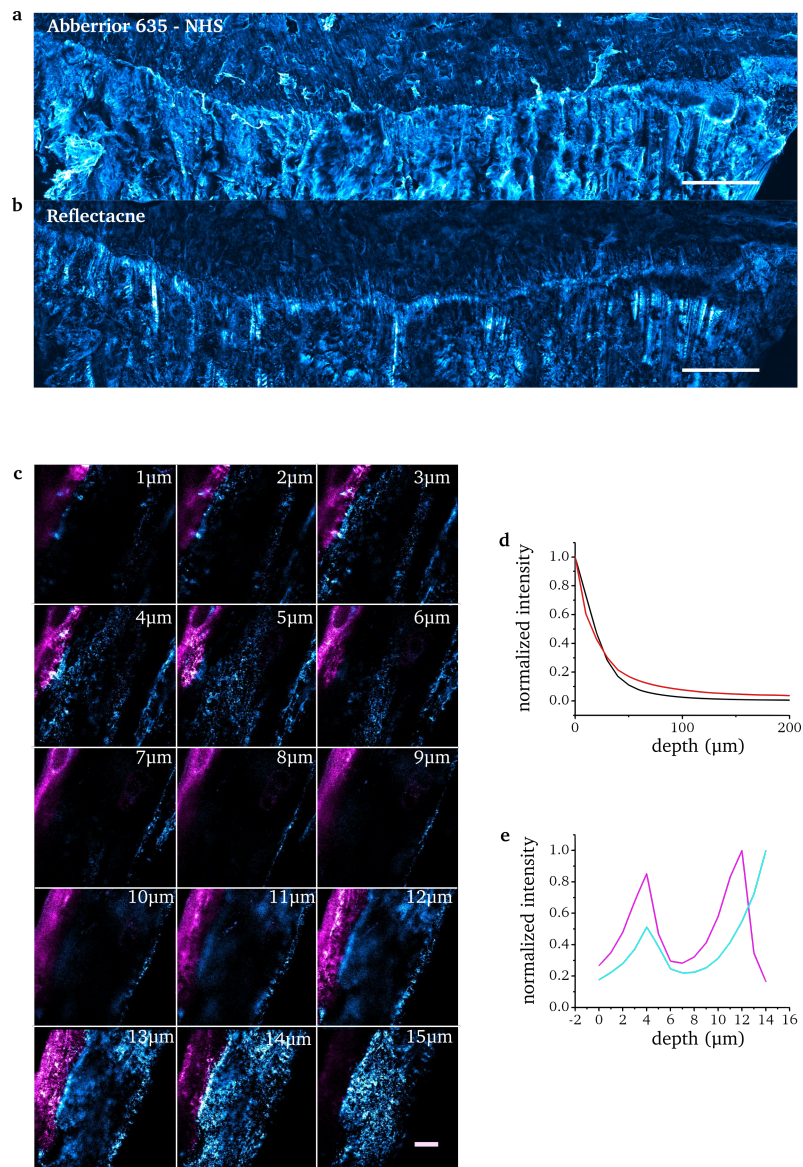 a
Abberrior 635 - NHS
b
Reflectacne
c
1μm
2μm
3μm
4μm
5μm
6μm
7μm
8μm
9μm
10μm
11μm
12μm
13μm
14μm
15μm
d
normalized intensity
1.0
0.8
0.6
0.4
0.2
0.0
0 100 200
depth (μm)
e
normalized intensity
1.0
0.8
0.6
0.4
0.2
0.0
-2 0 2 4 6 8 10 12 14 16
depth (μm)